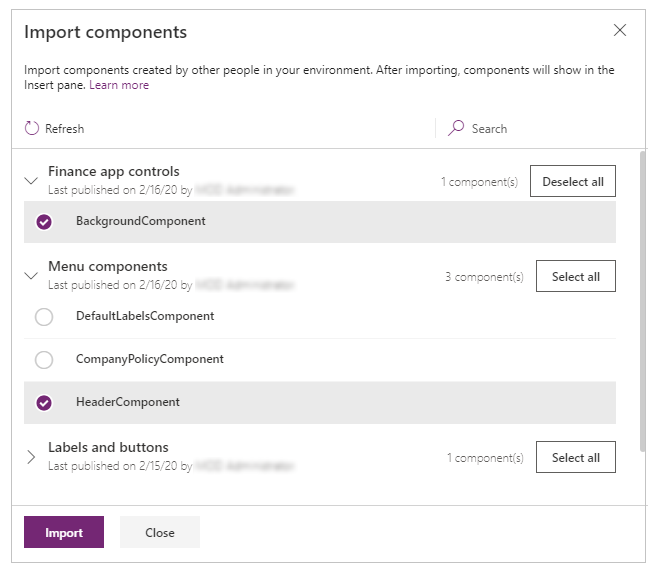 Import components
Import components created by other people in your environment. After importing, components will show in the
Insert pane. Learn more
Refresh
Search
Finance app controls
Last published on 2/16/20 by
1 component(s)
Deselect all
BackgroundComponent
Menu components
Last published on 2/16/20 by
3 component(s)
Select all
DefaultLabelsComponent
CompanyPolicyComponent
HeaderComponent
Labels and buttons
Last published on 2/15/20 by
1 component(s)
Select all
Import
Close